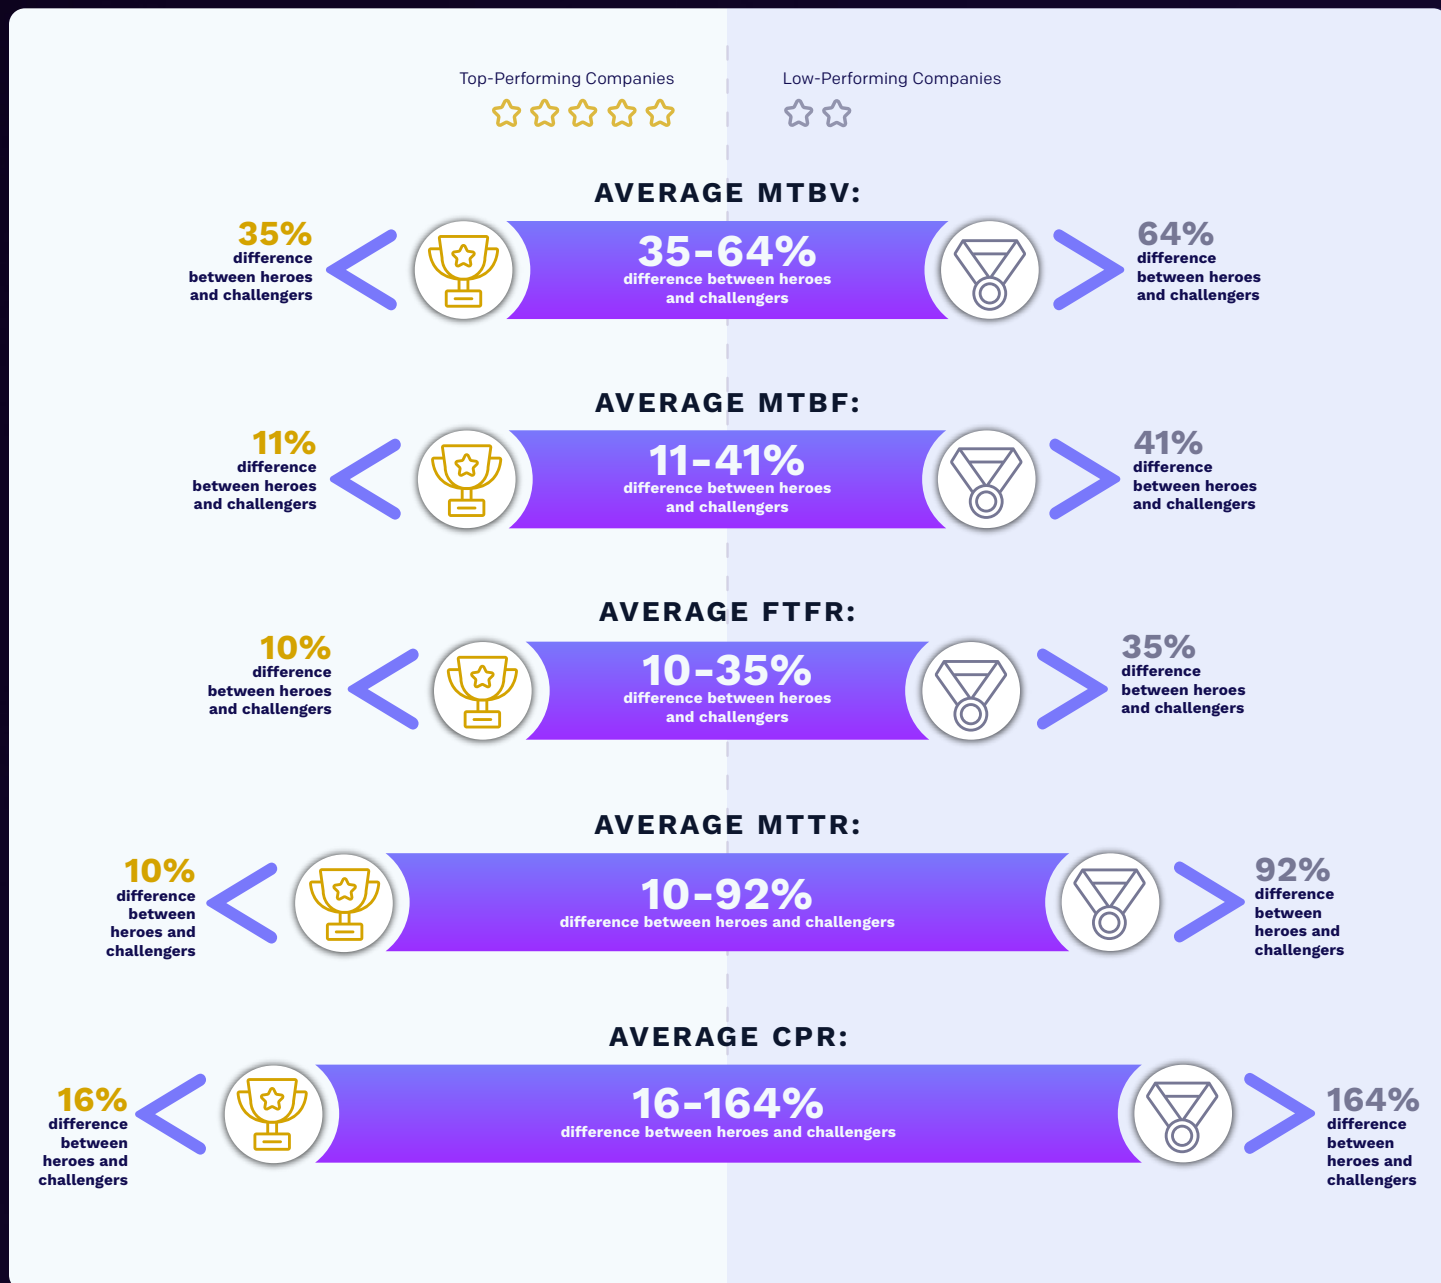 Top-Performing Companies
Low-Performing Companies
AVERAGE MTBV:
35%
difference
between heroes
and challengers
35-64%
difference between heroes
and challengers
64%
difference
between heroes
and challengers
AVERAGE MTBF:
11%
difference
between heroes
and challengers
11-41%
difference between heroes
and challengers
41%
difference
between heroes
and challengers
AVERAGE FTFR:
10%
difference
between heroes
and challengers
10-35%
difference between heroes
and challengers
35%
difference
between heroes
and challengers
AVERAGE MTTR:
10%
difference
between
heroes and
challengers
10-92%
difference between heroes and challengers
92%
difference
between
heroes and
challengers
AVERAGE CPR:
16%
difference
between
heroes and
challengers
16-164%
difference between heroes and challengers
164%
difference
between
heroes and
challengers